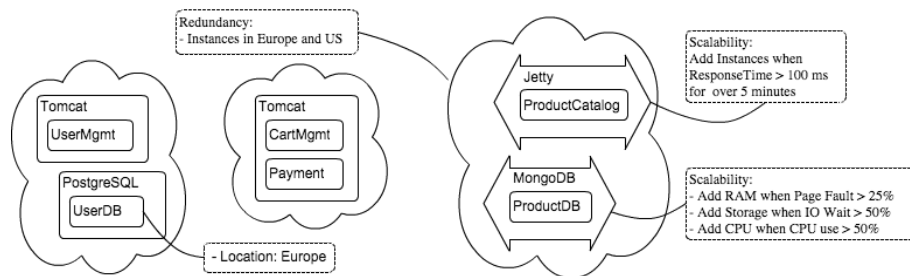 Redundancy:
- Instances in Europe and US
Tomcat
UserMgmt
PostgreSQL
UserDB
- Location: Europe
Tomcat
CartMgmt
Payment
Jetty
ProductCatalog
MongoDB
ProductDB
Scalability:
Add Instances when
ResponseTime > 100 ms
for over 5 minutes
Scalability:
- Add RAM when Page Fault > 25%
- Add Storage when IO Wait > 50%
- Add CPU when CPU use > 50%